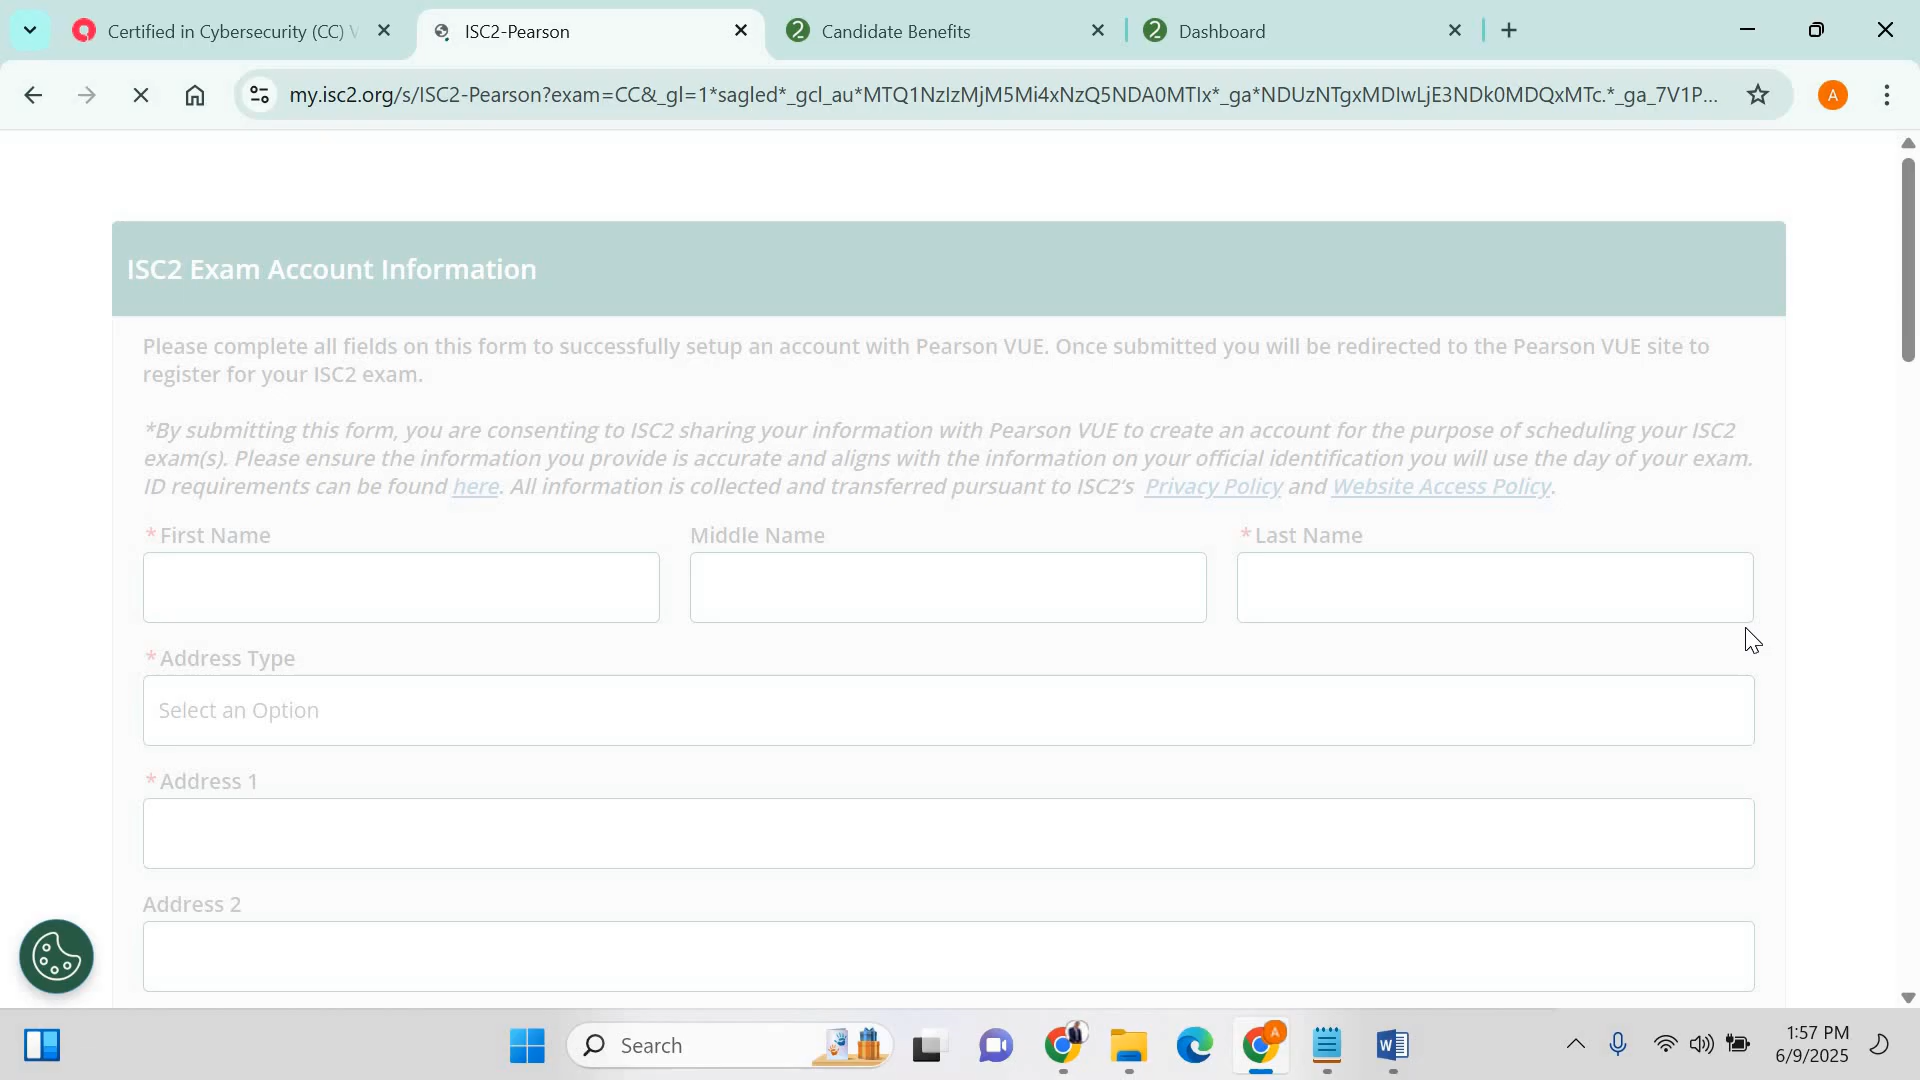 Certified in Cybersecurity (CC) V
ISC2-Pearson
Candidate Benefits
Dashboard
my.isc2.org/s/ISC2-Pearson?exam=CC&_gl=1*sagled*_gcl_au*MTQ1NzIzMjM5Mi4xNzQ5NDA0MTIx*_ga*NDUzNTgxMDIwLjE3NDk0MDQxMTc.*_ga_7V1P...
A
ISC2 Exam Account Information
Please complete all fields on this form to successfully setup an account with Pearson VUE. Once submitted you will be redirected to the Pearson VUE site to
register for your ISC2 exam.
*By submitting this form, you are consenting to ISC2 sharing your information with Pearson VUE to create an account for the purpose of scheduling your ISC2
exam(s). Please ensure the information you provide is accurate and aligns with the information on your official identification you will use the day of your exam.
ID requirements can be found here. All information is collected and transferred pursuant to ISC2's Privacy Policy and Website Access Policy.
*First Name
Middle Name
*Last Name
*Address Type
Select an Option
*Address 1
Address 2
Search
1:57 PM
6/9/2025